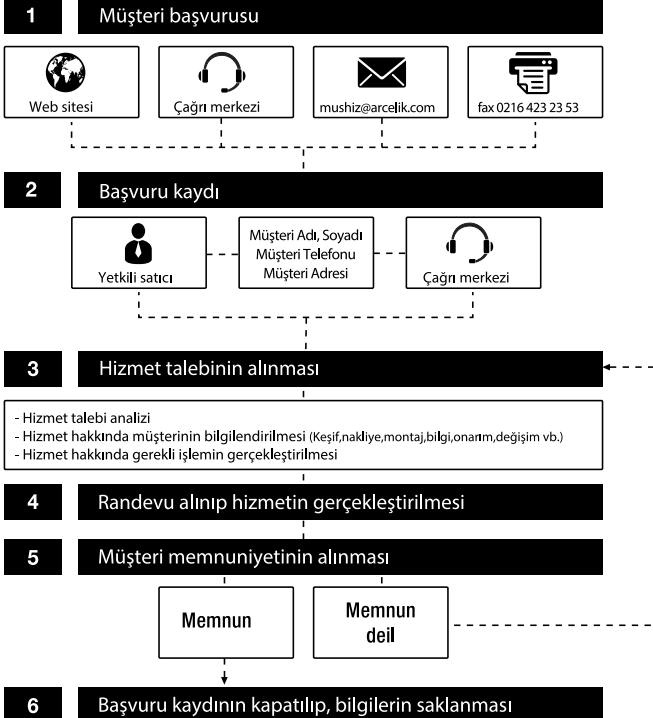 1 Müşteri başvurusu
Web sitesi
Çağrı merkezi
mushiz@arcelik.com
fax 0216 423 23 53
2 Başvuru kaydı
Yetkili satıcı
Müşteri Adı, Soyadı
Müşteri Telefonu
Müşteri Adresi
Çağrı merkezi
3 Hizmet talebinin alınması
- Hizmet talebi analizi
- Hizmet hakkında müşterinin bilgilendirilmesi (Keşif,nakliye,montaj,bilgi,onarım,değişim vb.)
- Hizmet hakkında gerekli işlemin gerçekleştirilmesi
4 Randevu alınıp hizmetin gerçekleştirilmesi
5 Müşteri memnuniyetinin alınması
Memnun
Memnun
deil
6 Başvuru kaydının kapatılıp, bilgilerin saklanması